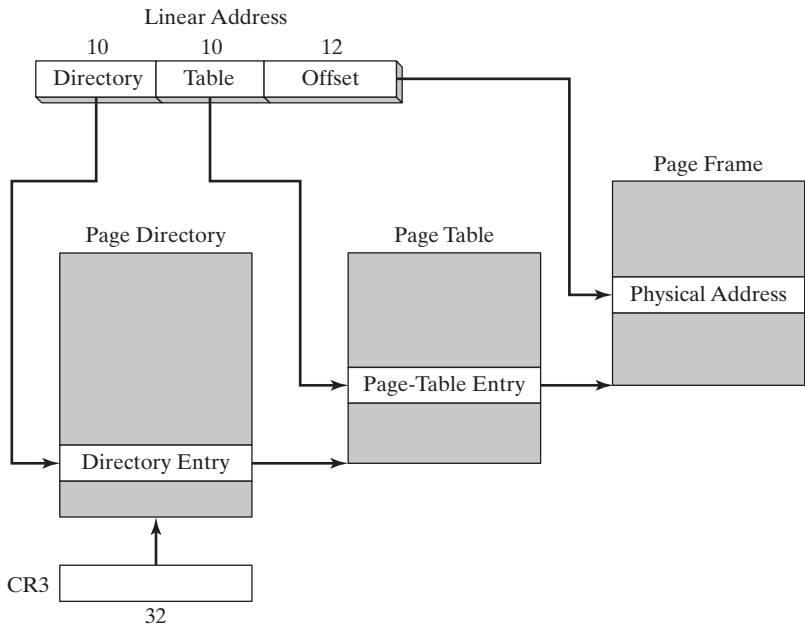 Linear Address
10 10 12
Directory Table Offset
Page Frame
Page Directory
Page Table
Physical Address
Page-Table Entry
Directory Entry
CR3
32